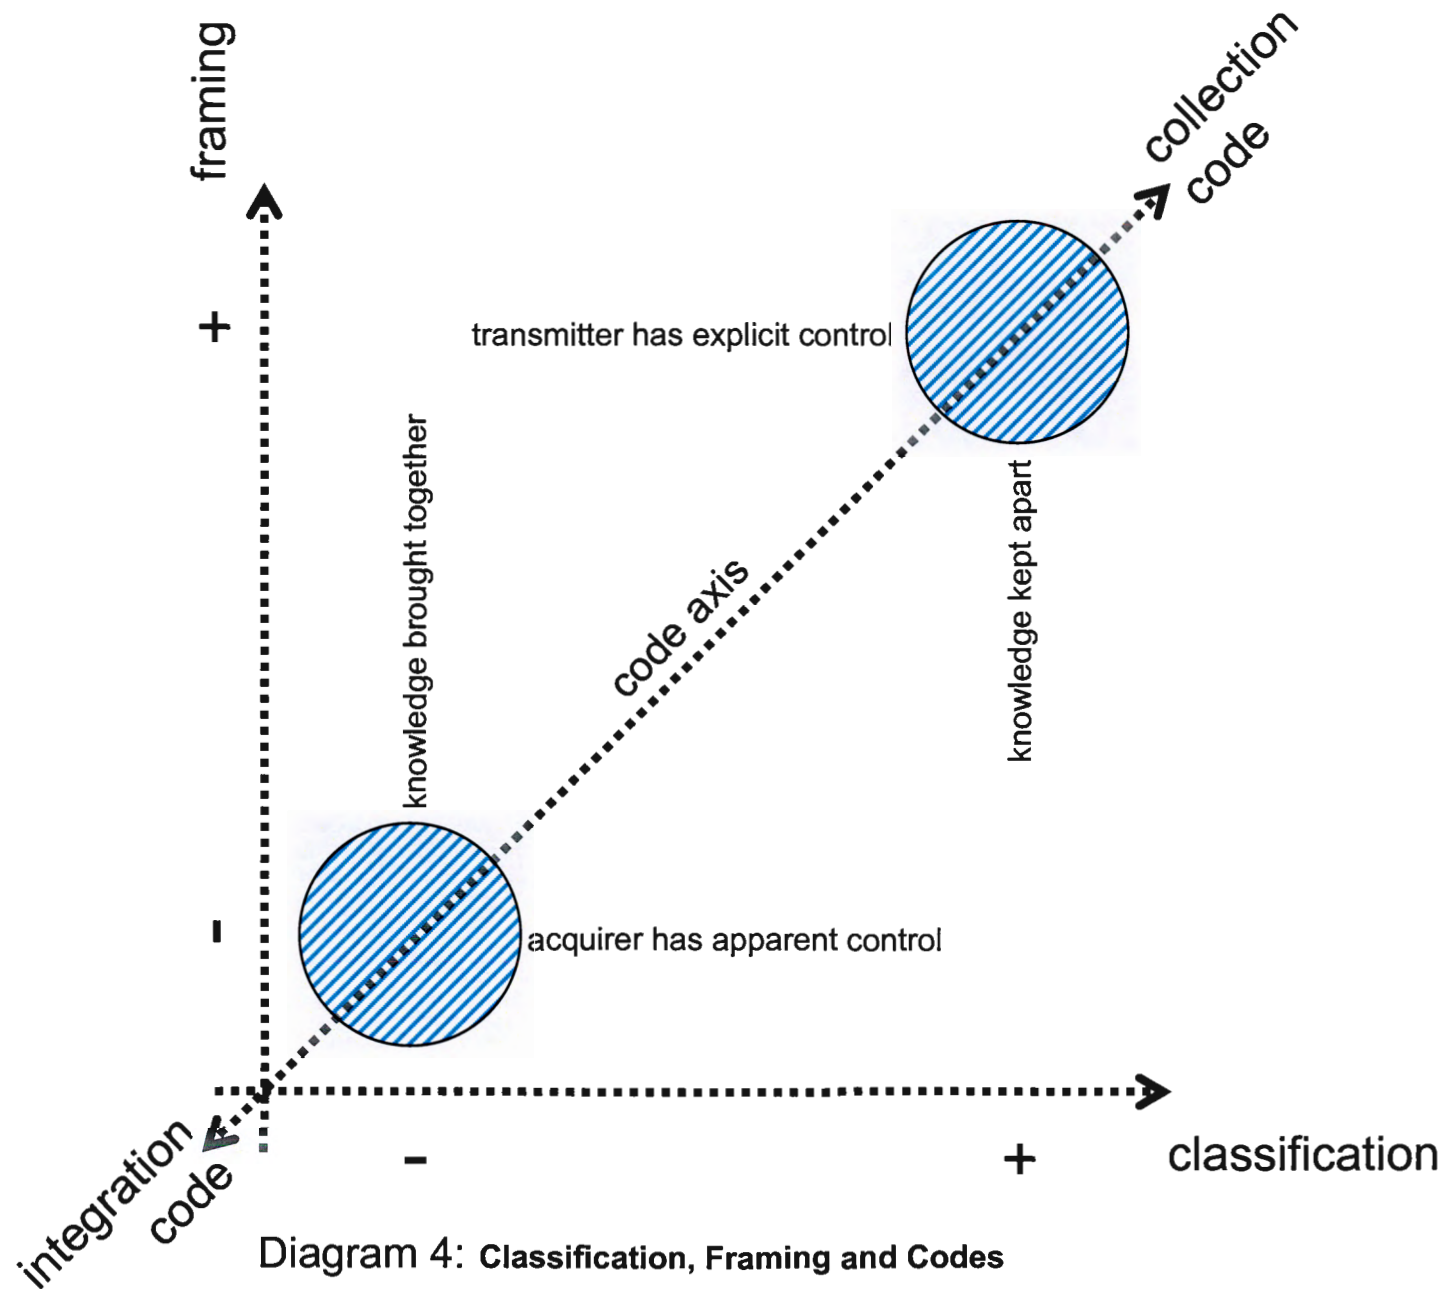 framing
collection
code
+
transmitter has explicit control
knowledge brought together
knowledge kept apart
code axis
-
acquirer has apparent control
integration
code
-
+
classification
Diagram 4: Classification, Framing and Codes